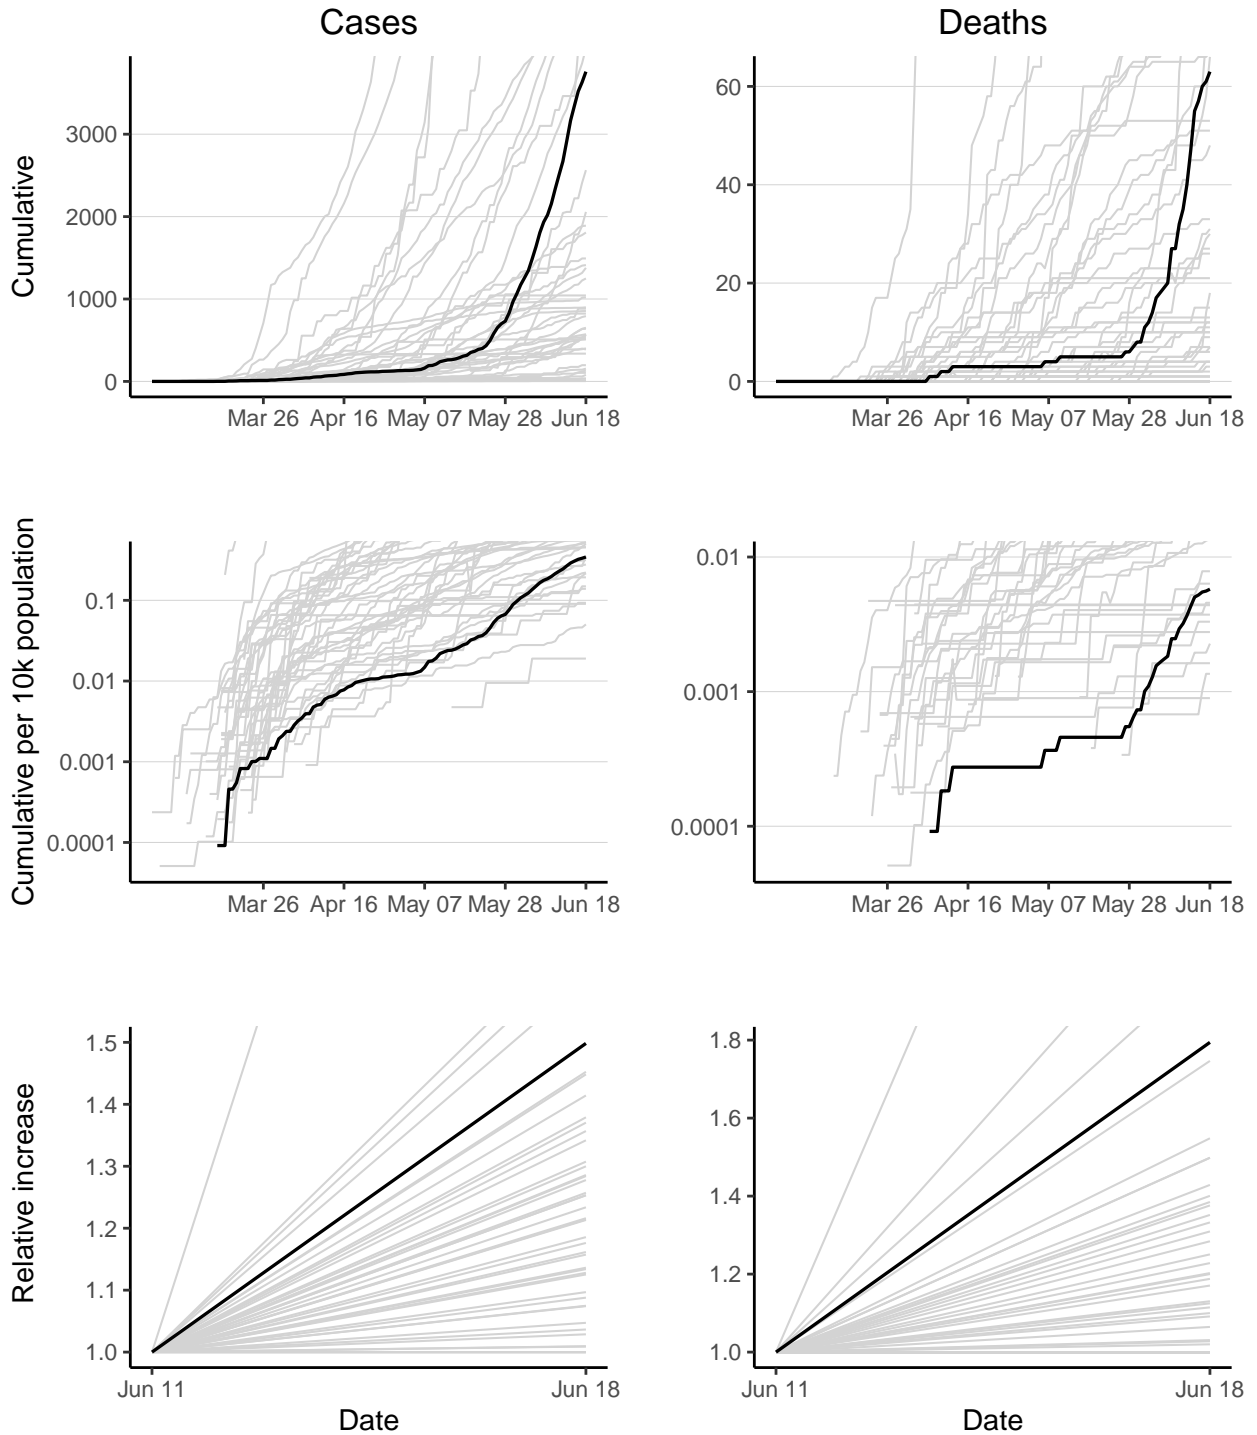 Cases
Deaths
Cumulative
3000
2000
1000
0
Mar 26 Apr 16 May 07 May 28 Jun 18
60
40
20
0
Mar 26 Apr 16 May 07 May 28 Jun 18
Cumulative per 10k population
0.1
0.01
0.001
0.0001
Mar 26 Apr 16 May 07 May 28 Jun 18
0.01
0.001
0.0001
Mar 26 Apr 16 May 07 May 28 Jun 18
Relative increase
1.5
1.4
1.3
1.2
1.1
1.0
Jun 11 Jun 18
Date
1.8
1.6
1.4
1.2
1.0
Jun 11 Jun 18
Date